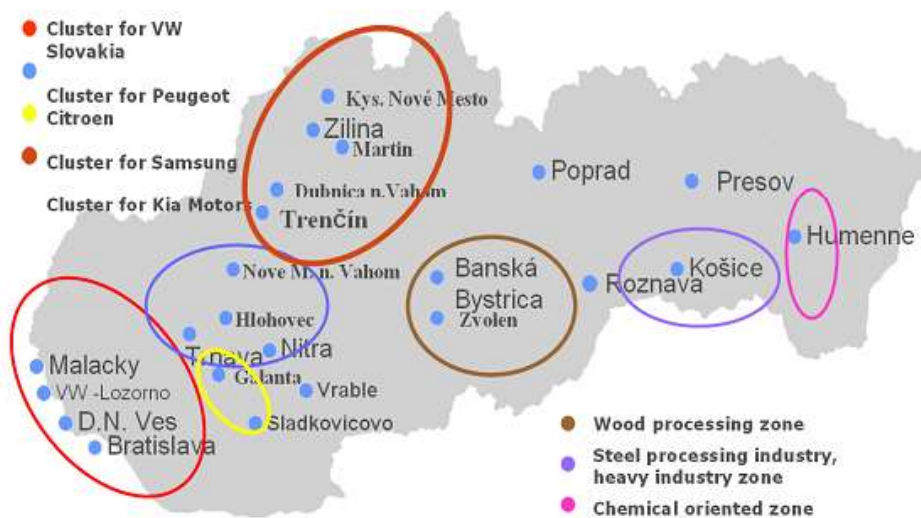 Cluster for VW
Slovakia
Cluster for Peugeot
Citroen
Cluster for Samsung
Cluster for Kia Motors
Kys. Nové Mesto
Zilina
Martin
Dubnica n.Vahom
Trenčín
Poprad
Presov
Humenne
Nove M. n. Vahom
Banská
Bystrica
Zvolen
Roznava
Košice
Hlohovec
Trnava
Nitra
Malacky
Galanta
VW -Lozorno
Vrable
D.N. Ves
Sladkovicovo
Bratislava
Wood processing zone
Steel processing industry,
heavy industry zone
Chemical oriented zone